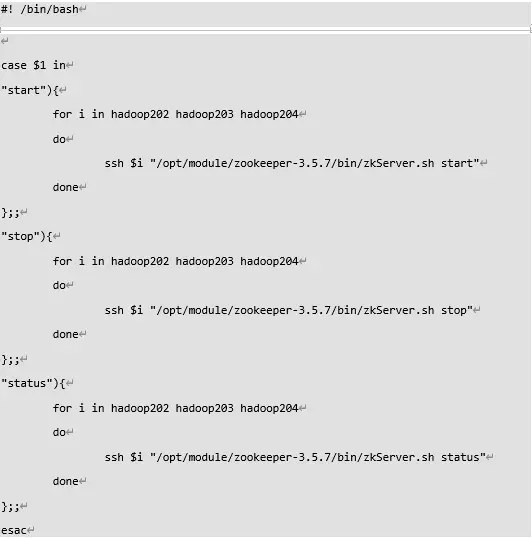 #! /bin/bash↵
↵
case $1 in↵
"start"){↵
        for i in hadoop202 hadoop203 hadoop204↵
        do↵
                ssh $i "/opt/module/zookeeper-3.5.7/bin/zkServer.sh start"↵
        done↵
};;↵
"stop"){↵
        for i in hadoop202 hadoop203 hadoop204↵
        do↵
                ssh $i "/opt/module/zookeeper-3.5.7/bin/zkServer.sh stop"↵
        done↵
};;↵
"status"){↵
        for i in hadoop202 hadoop203 hadoop204↵
        do↵
                ssh $i "/opt/module/zookeeper-3.5.7/bin/zkServer.sh status"↵
        done↵
};;↵
esac↵